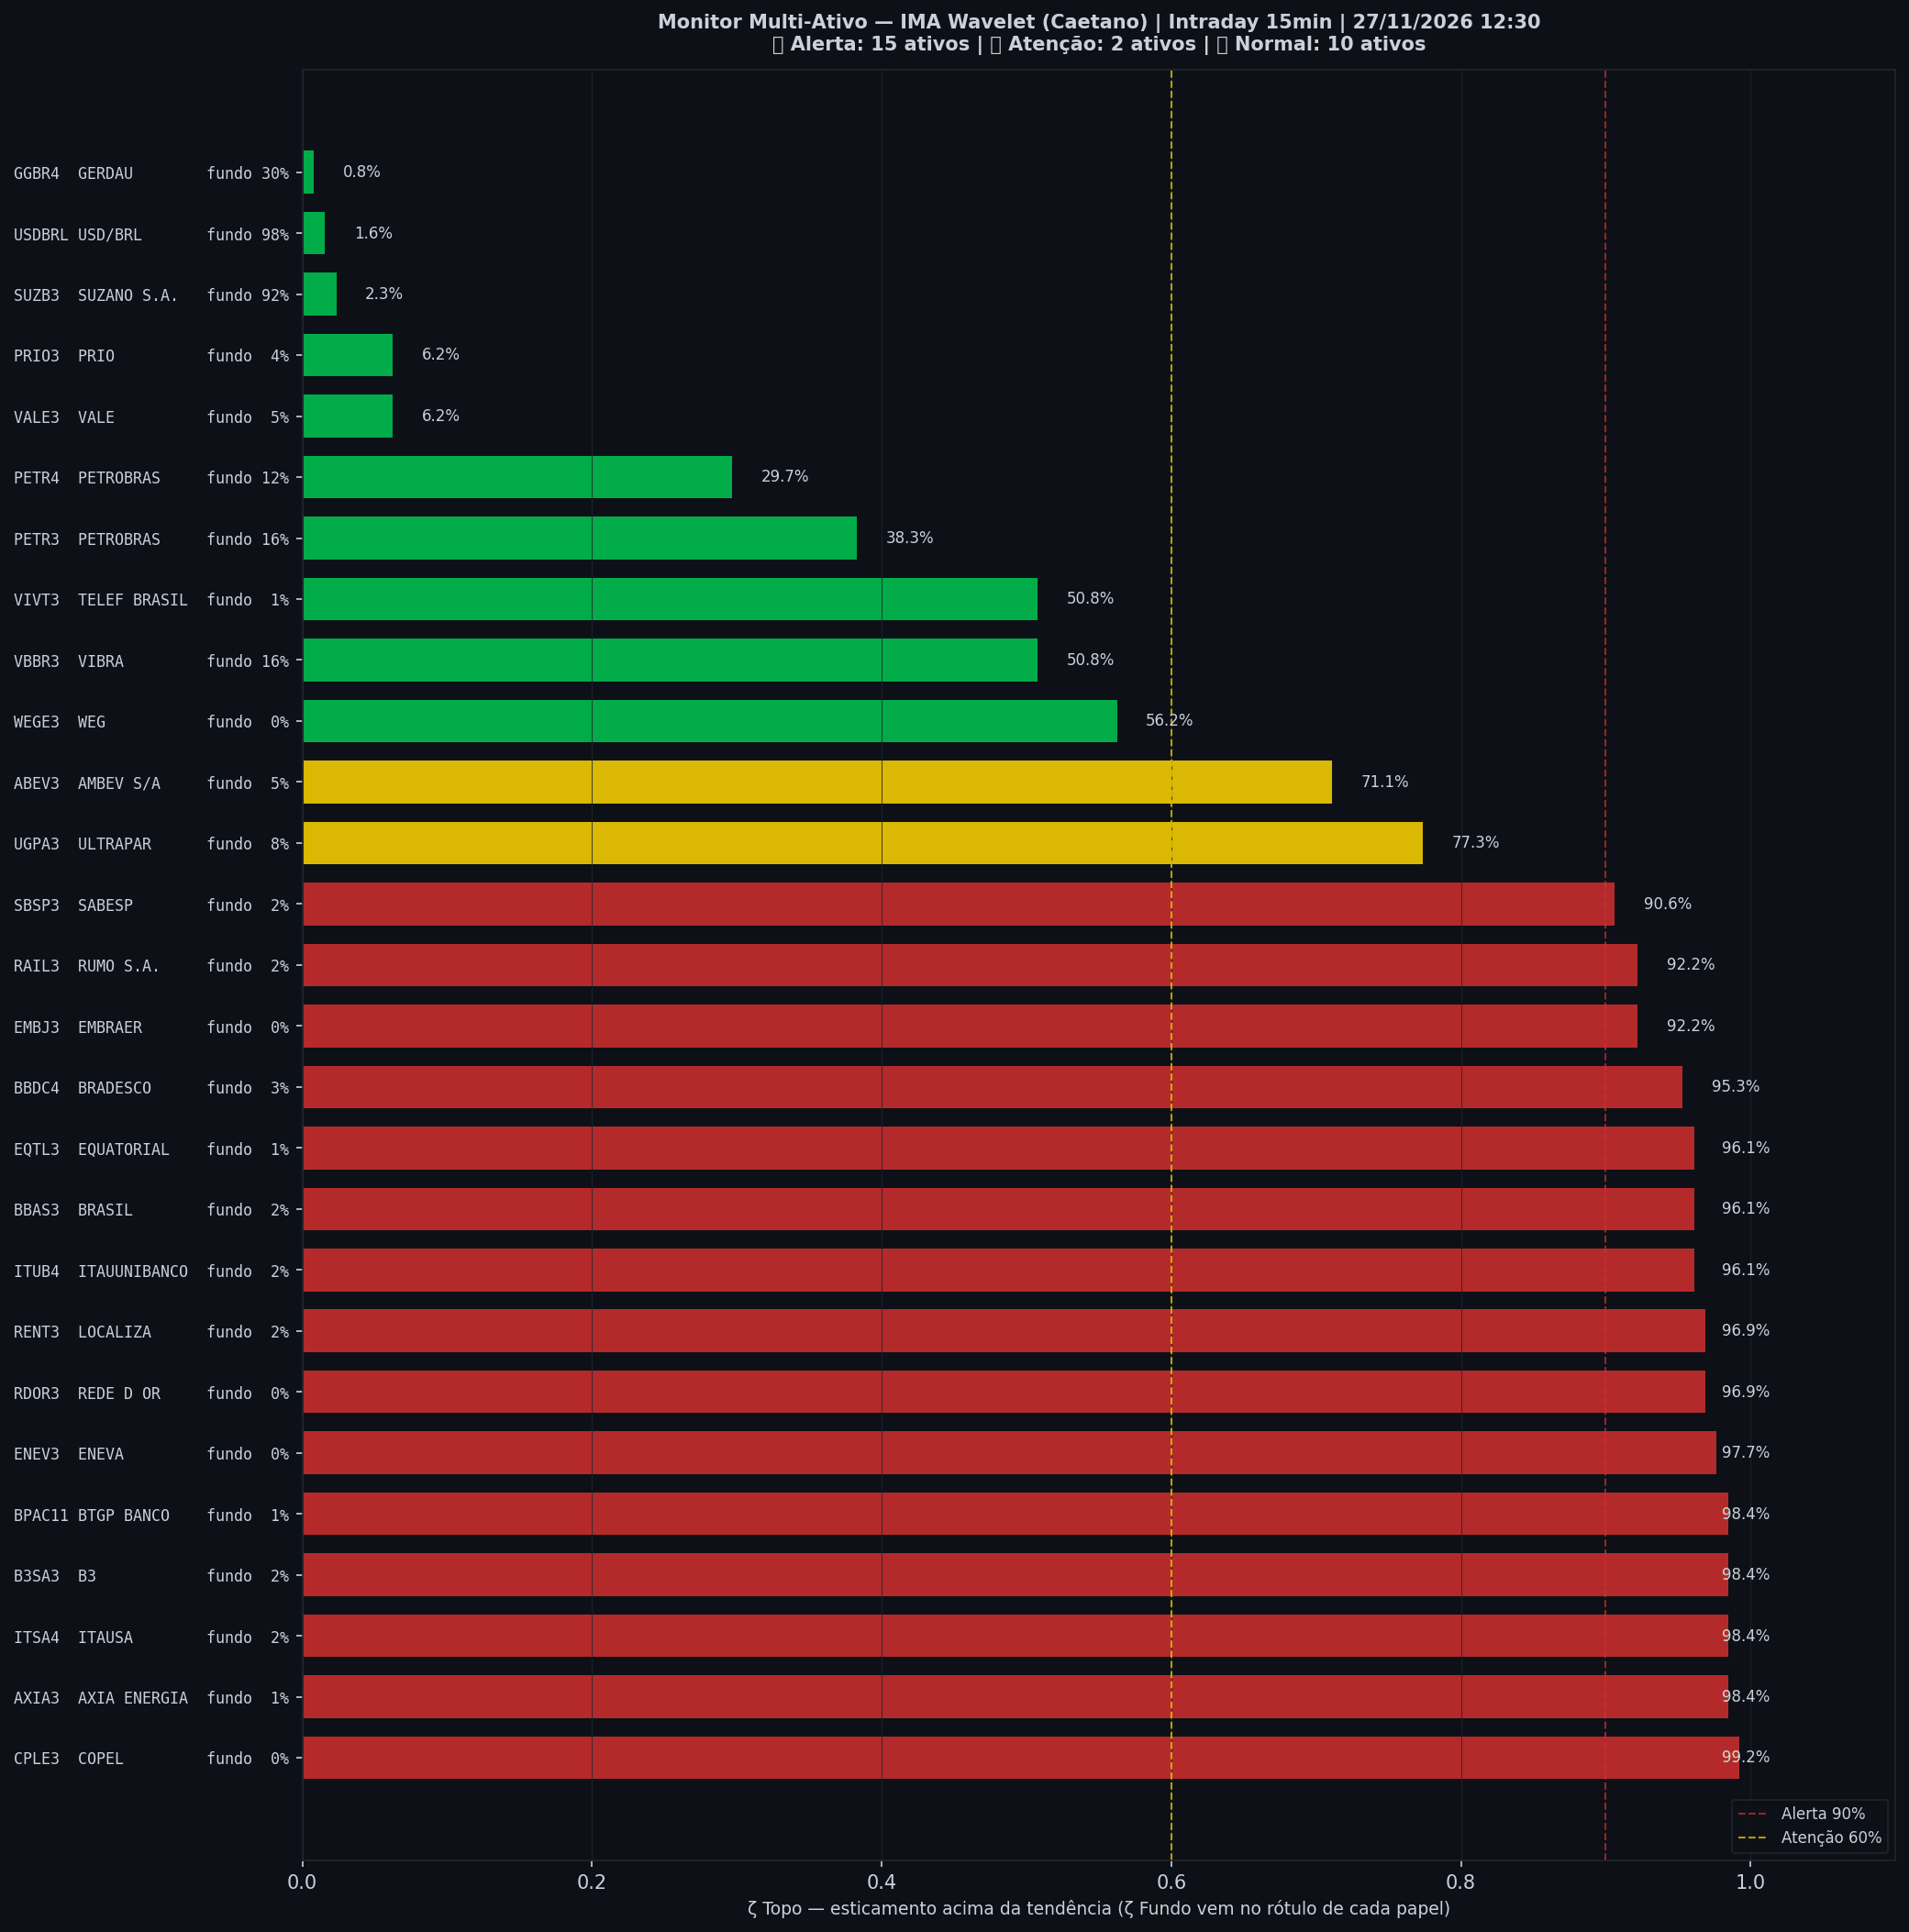 Monitor Multi-Ativo — IMA Wavelet (Caetano) | Intraday 15min | 27/11/2026 12:30
Alerta: 15 ativos | Atenção: 2 ativos | Normal: 10 ativos
GGBR4 GERDAU fundo 30% 0.8%
USDBRL USD/BRL fundo 98% 1.6%
SUZB3 SUZANO S.A. fundo 92% 2.3%
PRIO3 PRIO fundo 4% 6.2%
VALE3 VALE fundo 5% 6.2%
PETR4 PETROBRAS fundo 12% 29.7%
PETR3 PETROBRAS fundo 16% 38.3%
VIVT3 TELEF BRASIL fundo 1% 50.8%
VBBR3 VIBRA fundo 16% 50.8%
WEGE3 WEG fundo 0% 56.2%
ABEV3 AMBEV S/A fundo 5% 71.1%
UGPA3 ULTRAPAR fundo 8% 77.3%
SBSP3 SABESP fundo 2% 90.6%
RAIL3 RUMO S.A. fundo 2% 92.2%
EMBJ3 EMBRAER fundo 0% 92.2%
BBDC4 BRADESCO fundo 3% 95.3%
EQTL3 EQUATORIAL fundo 1% 96.1%
BBAS3 BRASIL fundo 2% 96.1%
ITUB4 ITAUUNIBANCO fundo 2% 96.1%
RENT3 LOCALIZA fundo 2% 96.9%
RDOR3 REDE D OR fundo 0% 96.9%
ENEV3 ENEVA fundo 0% 97.7%
BPAC11 BTGP BANCO fundo 1% 98.4%
B3SA3 B3 fundo 2% 98.4%
ITSA4 ITAUSA fundo 2% 98.4%
AXIA3 AXIA ENERGIA fundo 1% 98.4%
CPLE3 COPEL fundo 0% 99.2%
Alerta 90%
Atenção 60%
0.0 0.2 0.4 0.6 0.8 1.0
ζ Topo — esticamento acima da tendência (ζ Fundo vem no rótulo de cada papel)